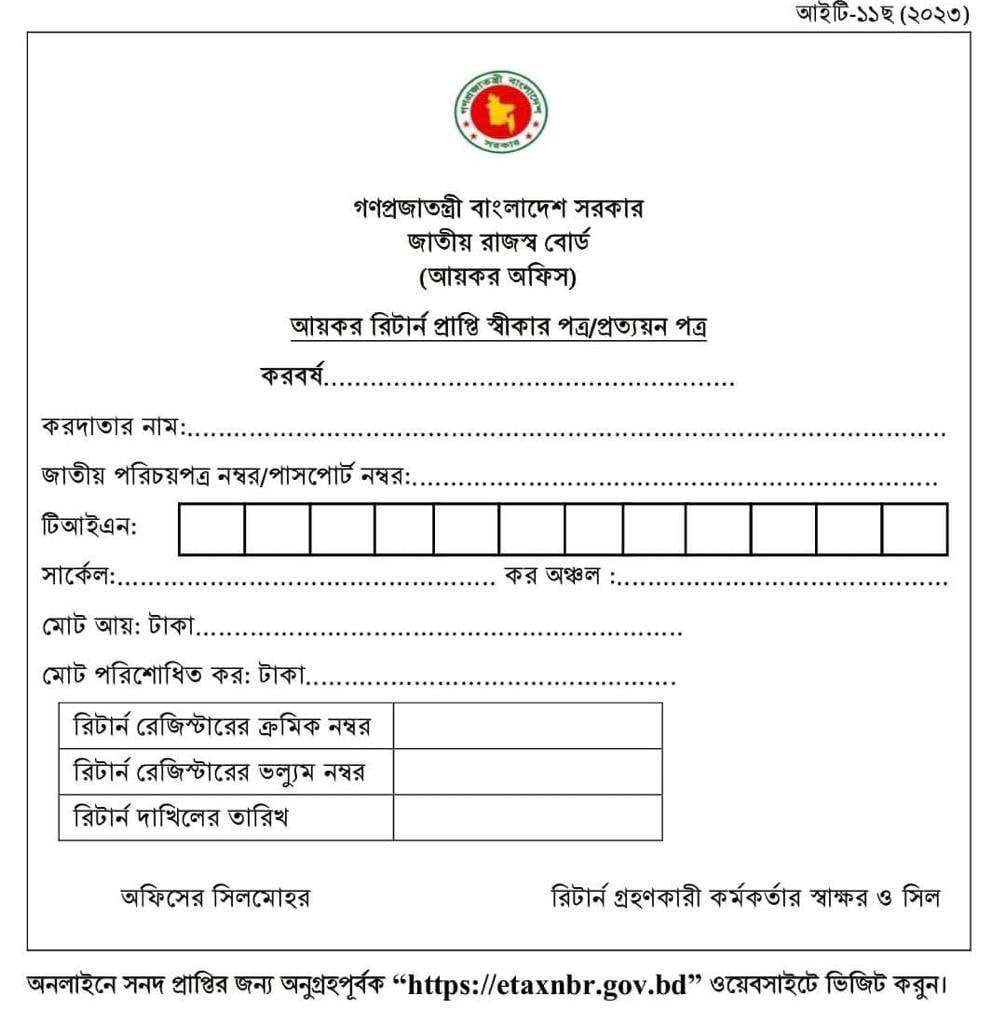 আইটি-১১ছ (২০২৩)
গণপ্রজাতন্ত্রী বাংলাদেশ
সরকার
গণপ্রজাতন্ত্রী বাংলাদেশ সরকার
জাতীয় রাজস্ব বোর্ড
(আয়কর অফিস)
আয়কর রিটার্ন প্রাপ্তি স্বীকার পত্র/প্রত্যয়ন পত্র
করবর্ষ.....................................................
করদাতার নাম:...................................................................................................
জাতীয় পরিচয়পত্র নম্বর/পাসপোর্ট নম্বর:....................................................................
টিআইএন:
সার্কেল:................................................. কর অঞ্চল :...........................................
মোট আয়: টাকা...............................................................
মোট পরিশোধিত কর: টাকা................................................
রিটার্ন রেজিস্টারের ক্রমিক নম্বর
রিটার্ন রেজিস্টারের ভল্যুম নম্বর
রিটার্ন দাখিলের তারিখ
অফিসের সিলমোহর রিটার্ন গ্রহণকারী কর্মকর্তার স্বাক্ষর ও সিল
অনলাইনে সনদ প্রাপ্তির জন্য অনুগ্রহপূর্বক “https://etaxnbr.gov.bd” ওয়েবসাইটে ভিজিট করুন।